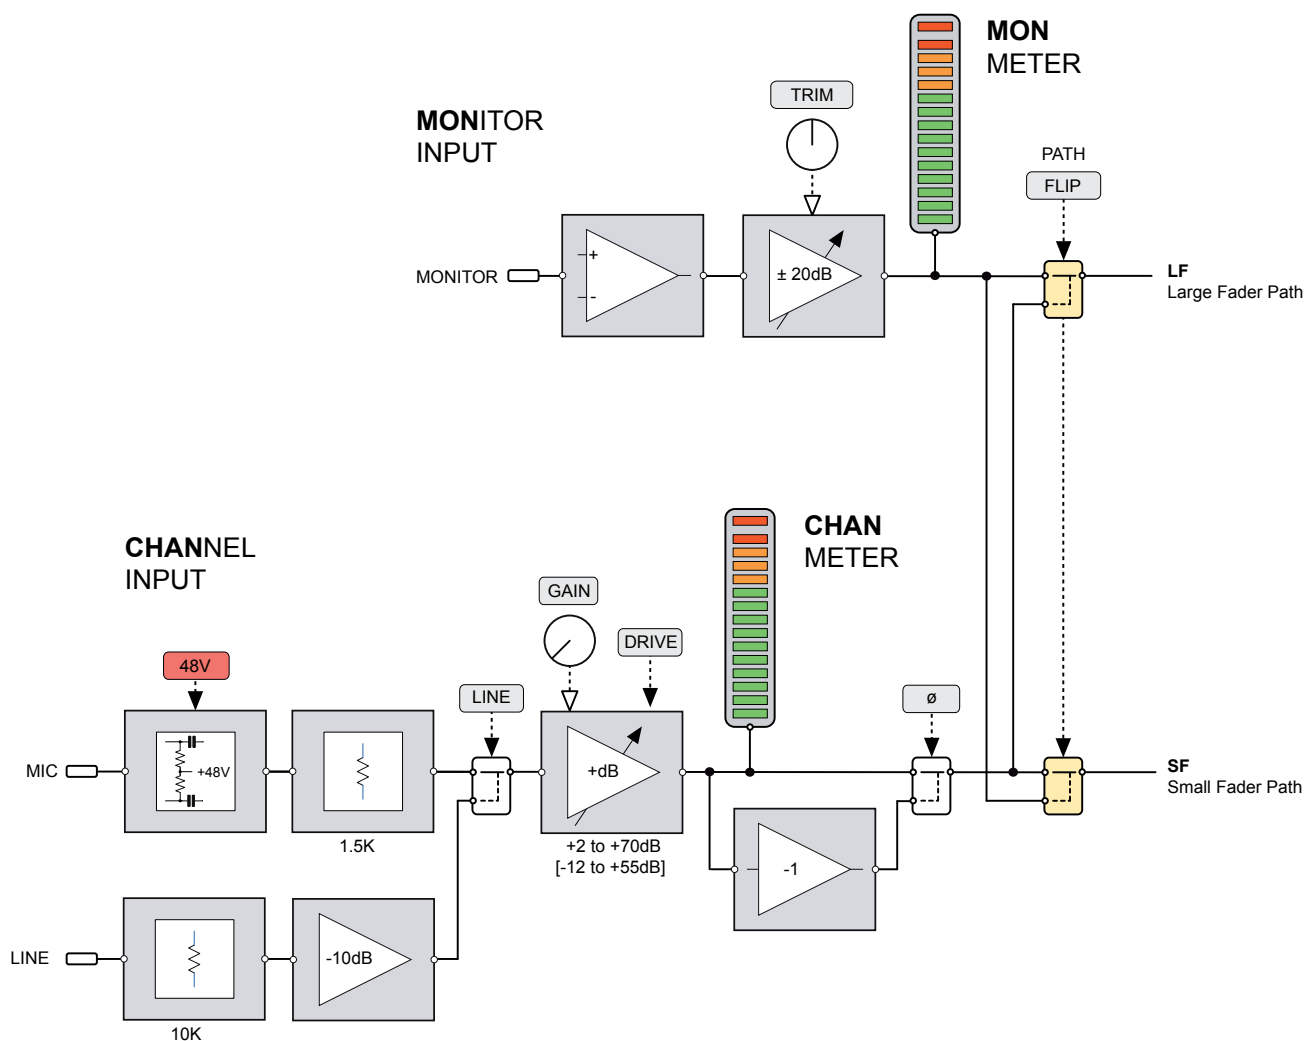 MON
METER
TRIM
MONITOR
INPUT
PATH
FLIP
+
-
± 20dB
MONITOR
LF
Large Fader Path
CHAN
METER
CHANNEL
INPUT
GAIN
DRIVE
48V
LINE
ø
MIC
+48V
+dB
SF
Small Fader Path
1.5K
+2 to +70dB
[-12 to +55dB]
-1
LINE
-10dB
10K